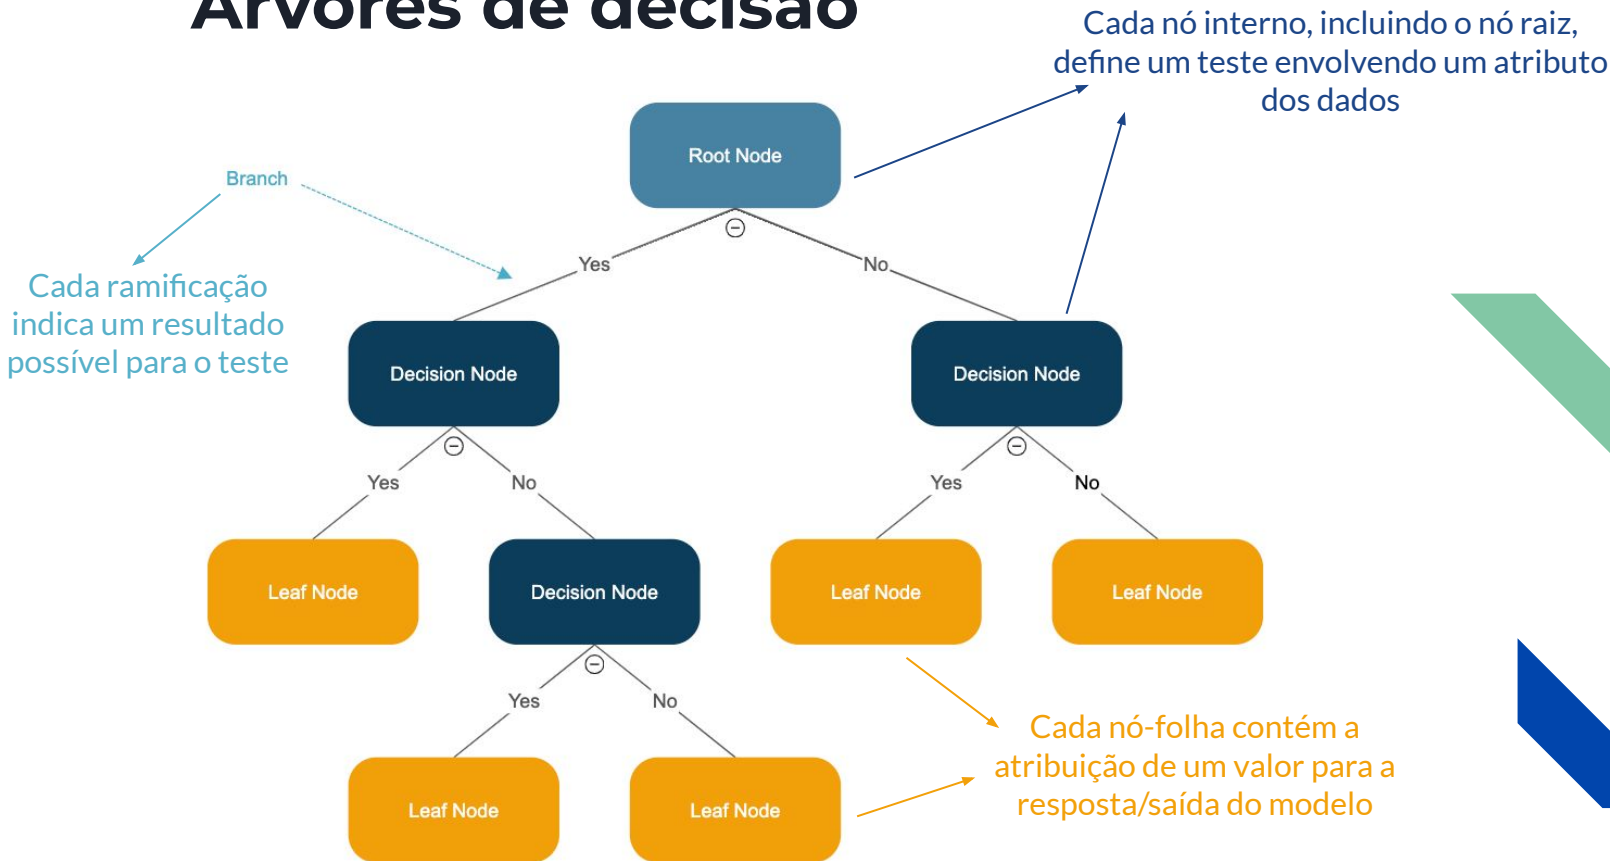 Árvores de decisão
Cada nó interno, incluindo o nó raiz,
define um teste envolvendo um atributo
dos dados
Root Node
Branch
Yes
No
Cada ramificação
indica um resultado
possível para o teste
Decision Node
Decision Node
Yes
No
Yes
No
Leaf Node
Decision Node
Leaf Node
Leaf Node
Yes
No
Cada nó-folha contém a
atribuição de um valor para a
resposta/saída do modelo
Leaf Node
Leaf Node